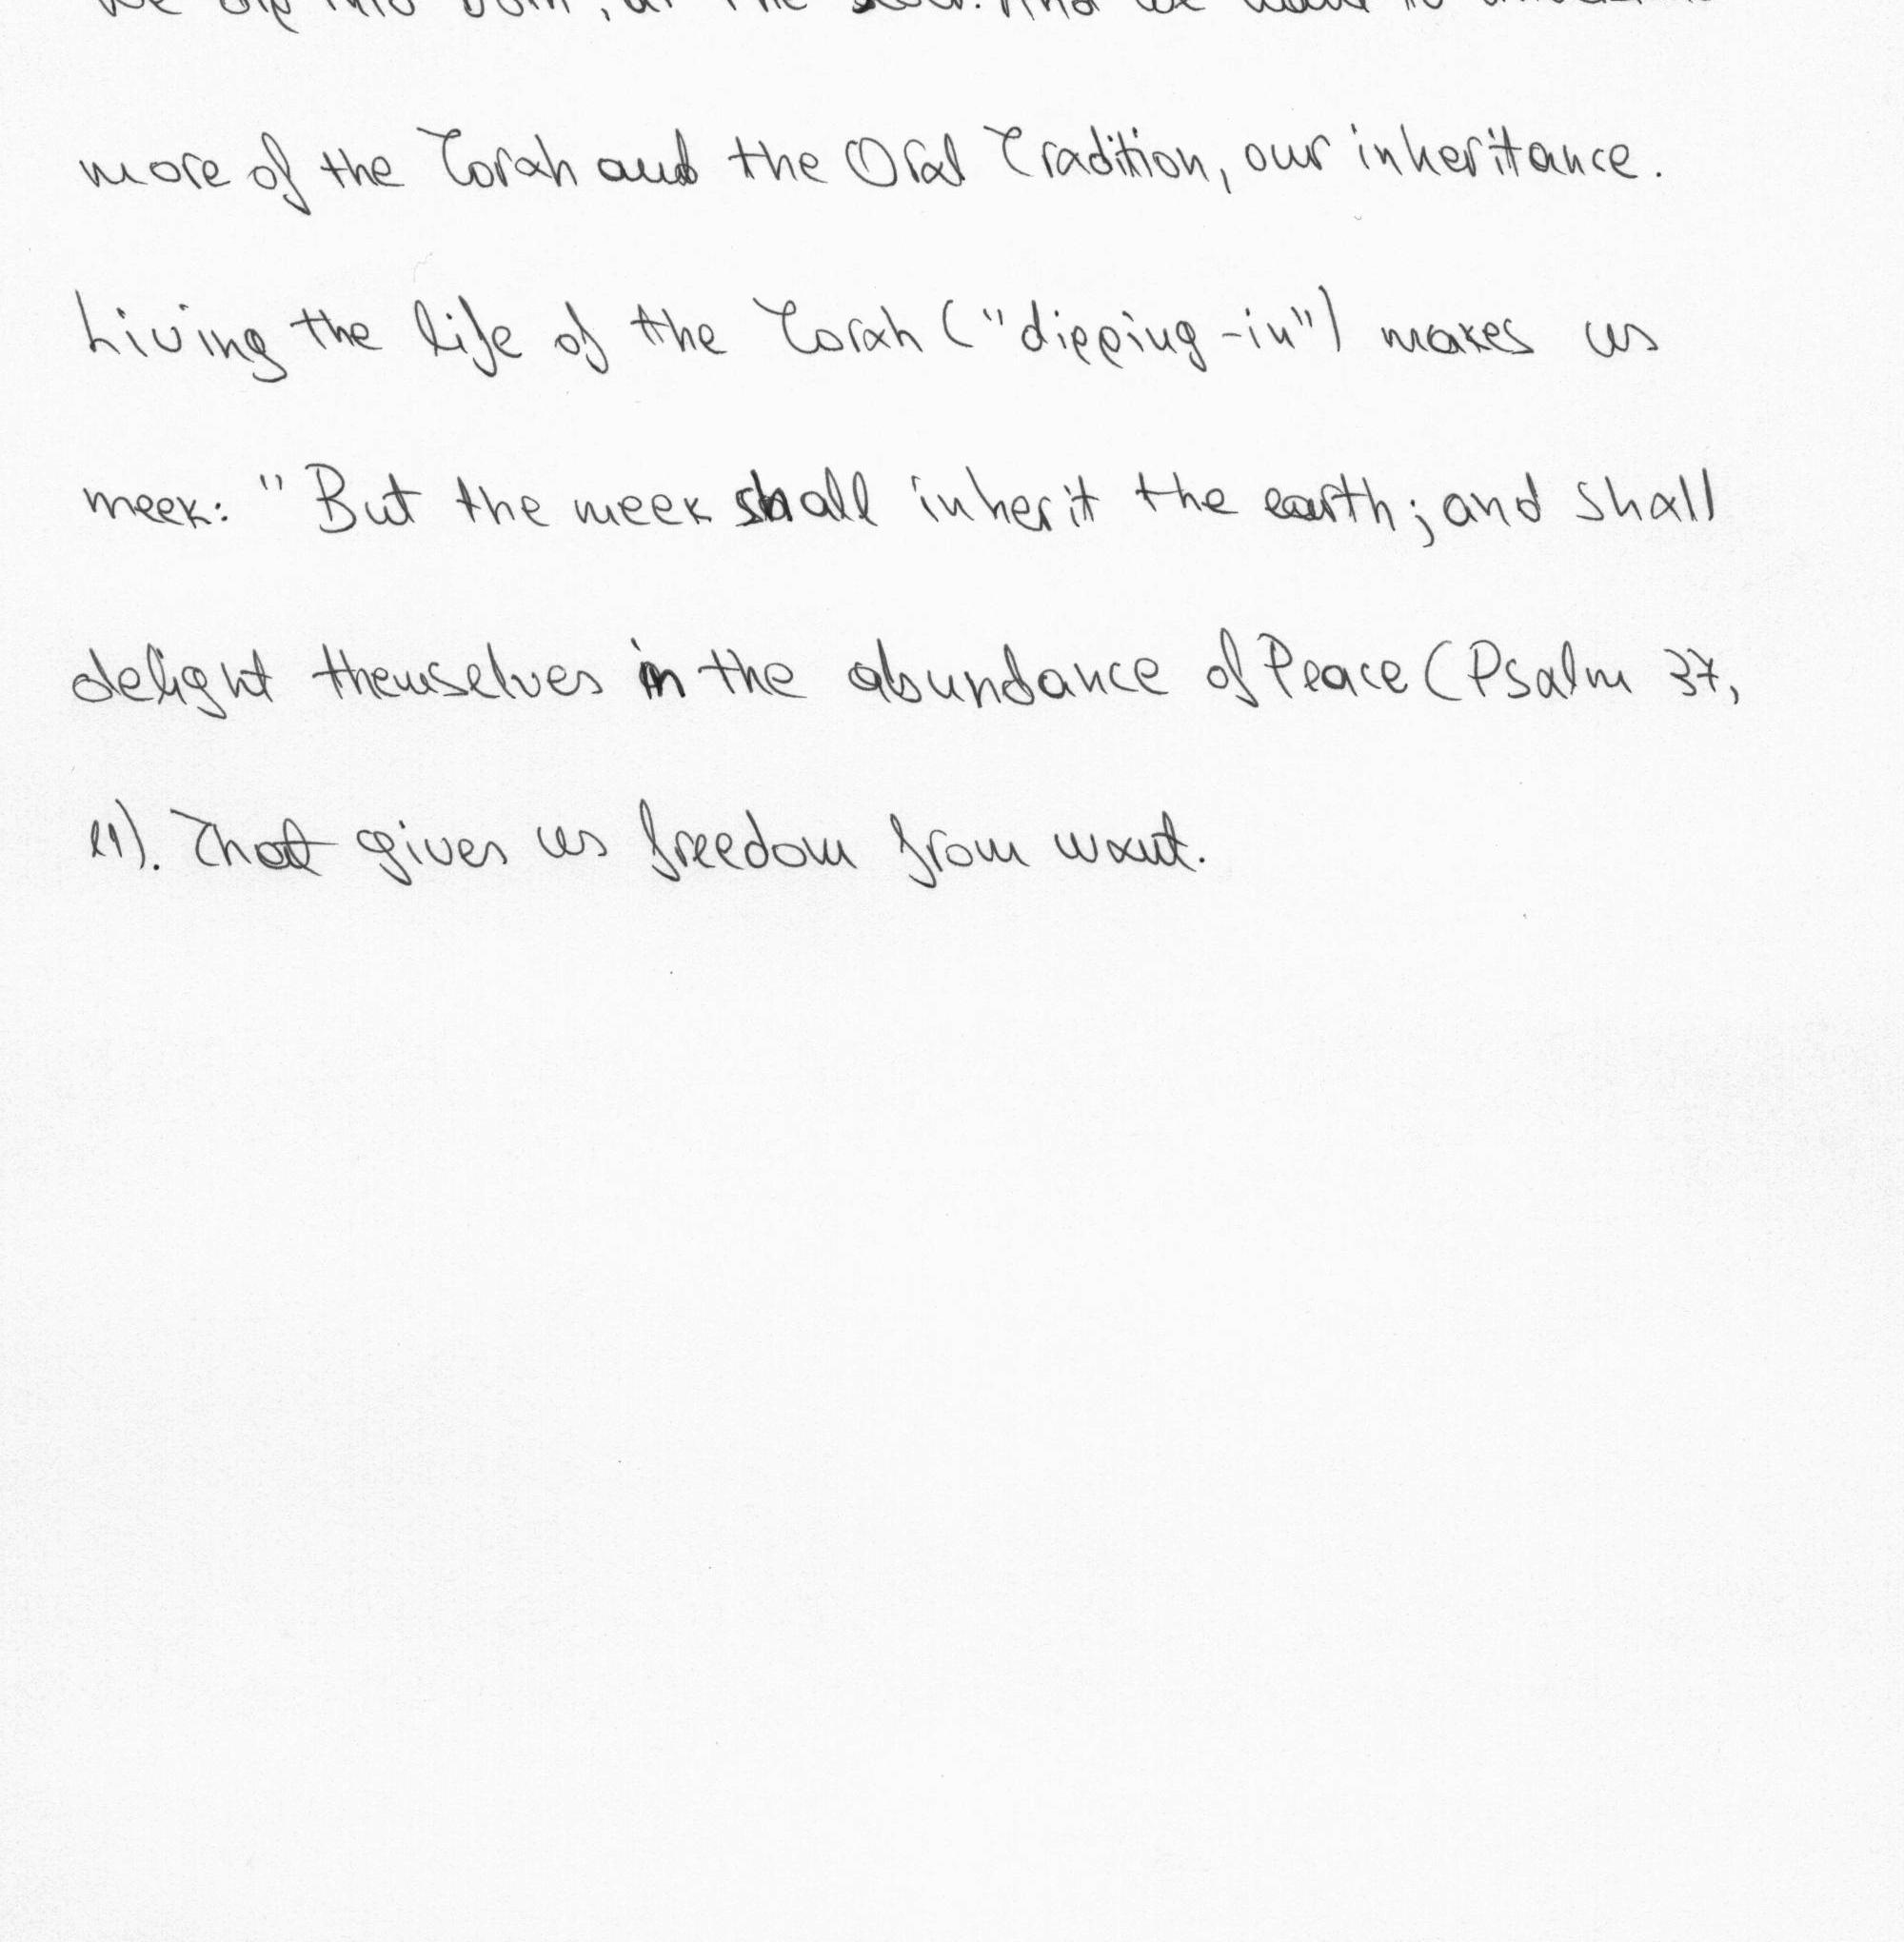 more of the Torah and the Oral Tradition, our inheritance.
Living the life of the Torah ("dipping-in") makes us
meek: "But the meek shall inherit the earth; and shall
delight themselves in the abundance of Peace (Psalm 37,
11). That gives us freedom from want.